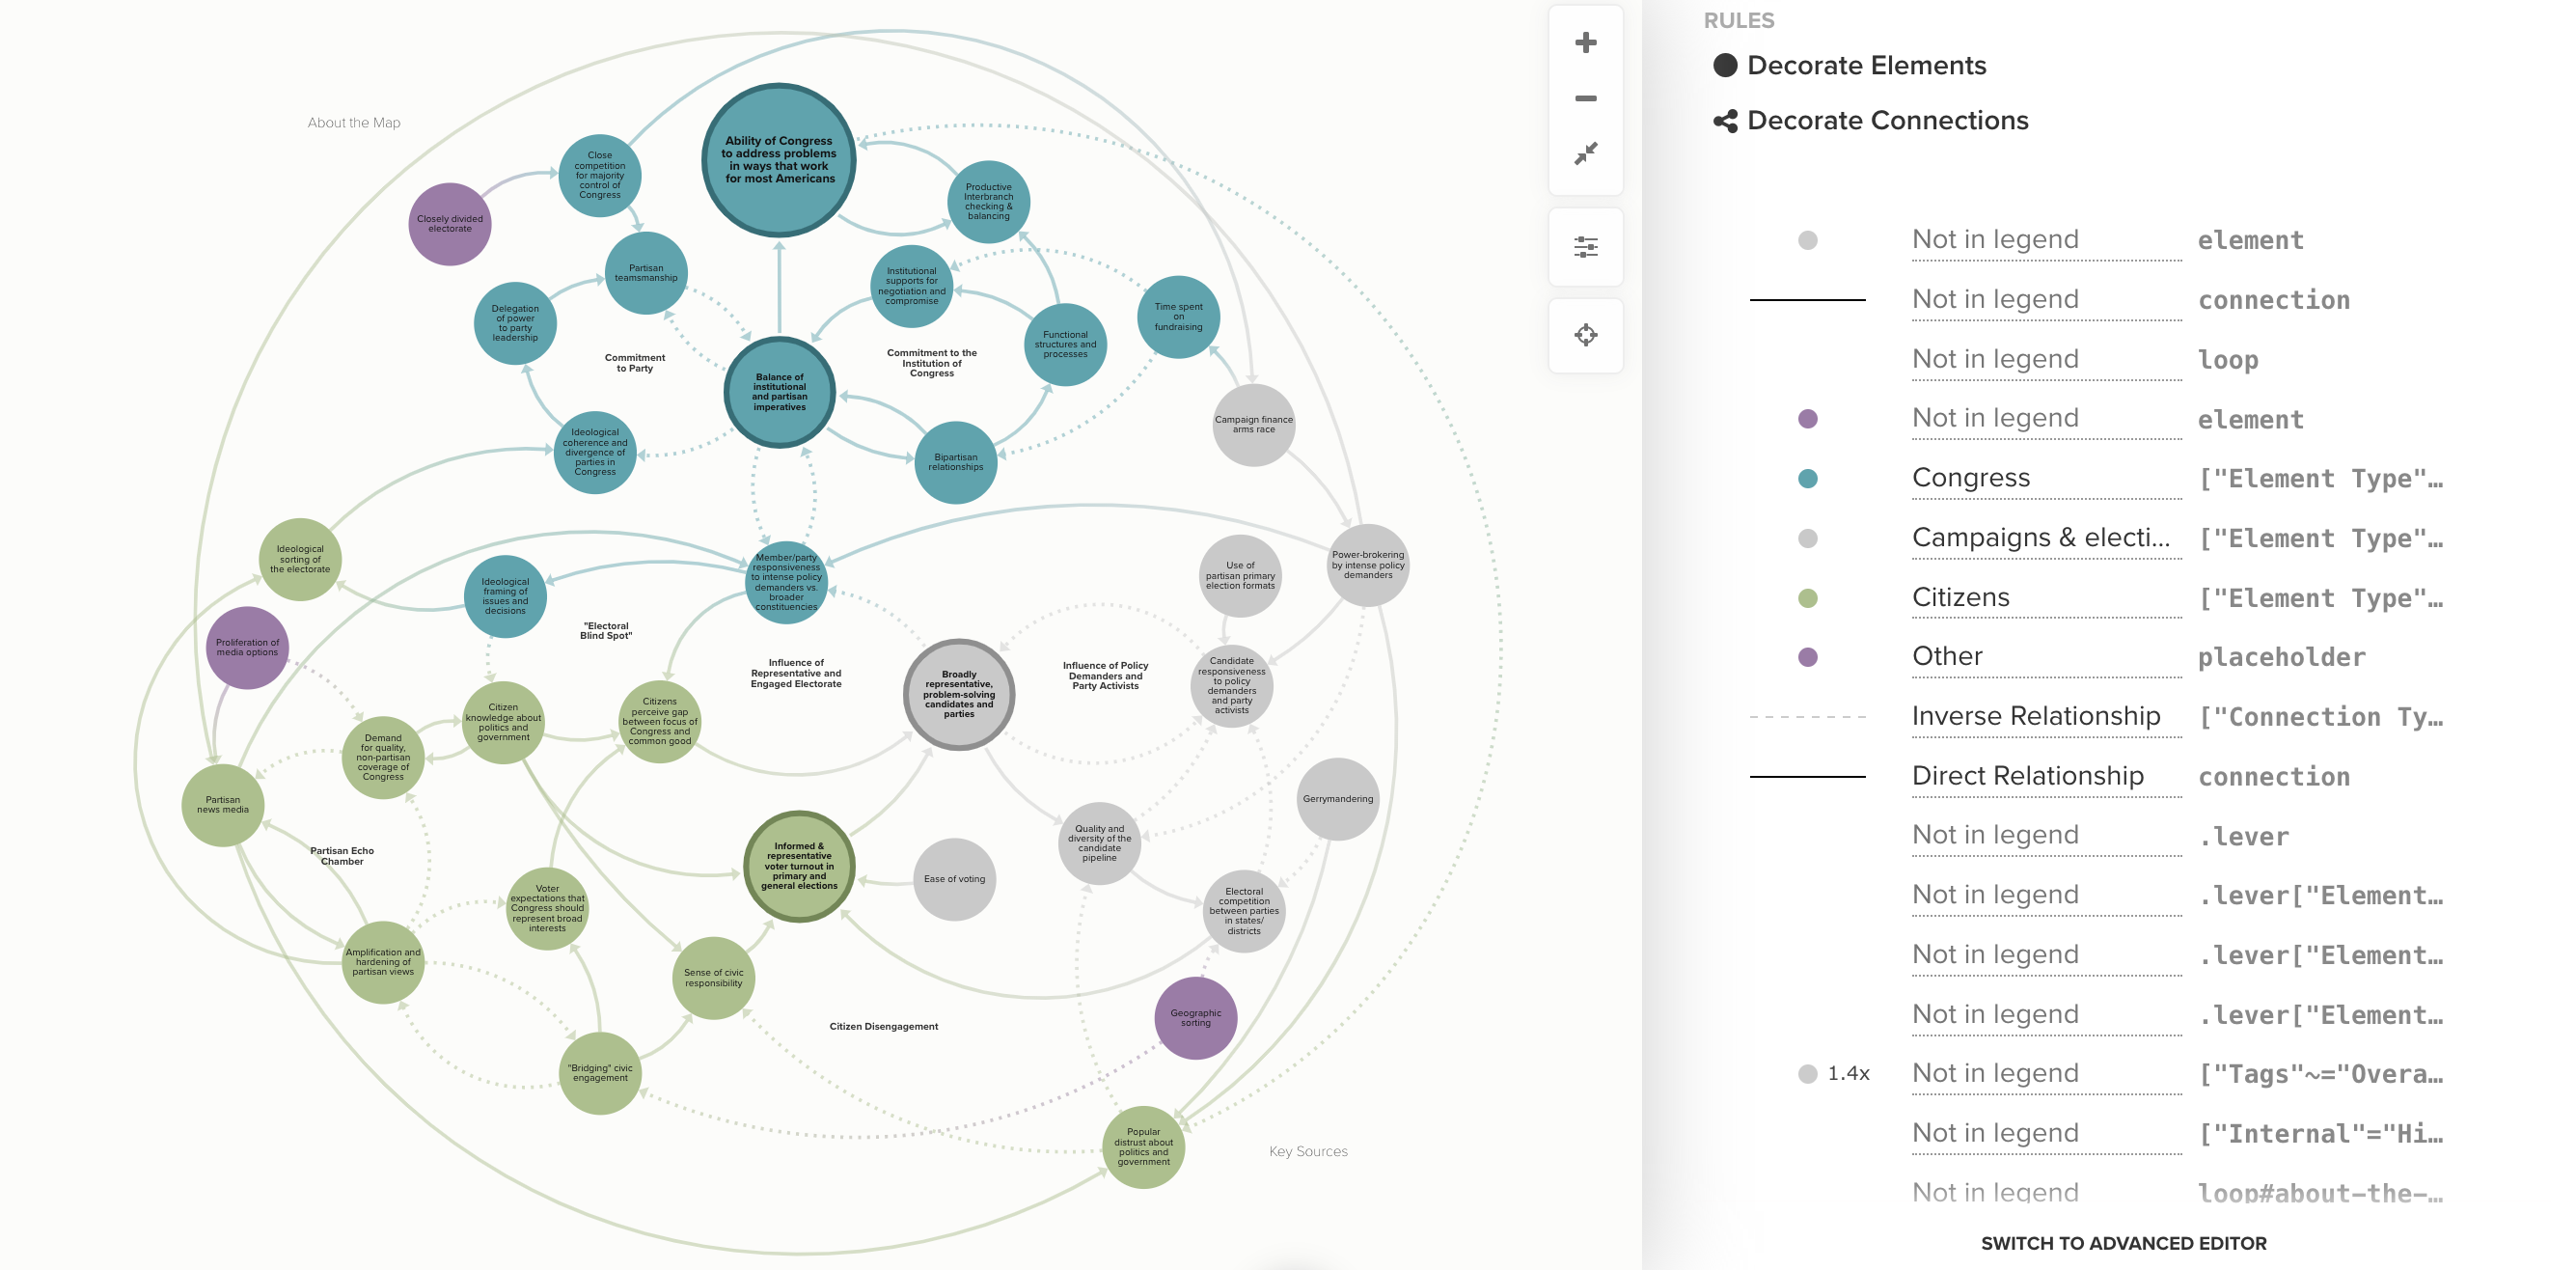 About the Map
Close
competition
for majority
control of
Congress
Closely divided
electorate
Ability of Congress
to address problems
in ways that work
for most Americans
Productive
Interbranch
checking &
balancing
Partisan
teamsmanship
Institutional
supports for
negotiation and
compromise
Delegation
of power
to party
leadership
Time spent
on
fundraising
Functional
structures and
processes
Commitment
to Party
Commitment to the
Institution of
Congress
Balance of
institutional
and partisan
imperatives
Campaign finance
arms race
Ideological
coherence and
divergence of
parties in
Congress
Bipartisan
relationships
Ideological
sorting of
the electorate
Ideological
framing of
issues and
decisions
Member/party
responsiveness
to intense policy
demanders vs.
broader
constituencies
Use of
partisan primary
election formats
Power-brokering
by intense policy
demanders
Proliferation of
media options
"Electoral
Blind Spot"
Influence of
Representative and
Engaged Electorate
Broadly
representative,
problem-solving
candidates and
parties
Influence of Policy
Demanders and
Party Activists
Candidate
responsiveness
to policy
demanders
and party
activists
Citizen
knowledge about
politics and
government
Citizens
perceive gap
between focus of
Congress and
common good
Demand
for quality,
non-partisan
coverage of
Congress
Partisan
news media
Gerrymandering
Quality and
diversity of the
candidate
pipeline
Partisan Echo
Chamber
Informed &
representative
voter turnout in
primary and
general elections
Ease of voting
Voter
expectations that
Congress should
represent broad
interests
Electoral
competition
between parties
in states/
districts
Amplification and
hardening of
partisan views
Sense of civic
responsibility
Citizen Disengagement
Geographic
sorting
"Bridging" civic
engagement
Popular
distrust about
politics and
government
Key Sources
RULES
Decorate Elements
Decorate Connections
Not in legend element
Not in legend connection
Not in legend loop
Not in legend element
Congress ["Element Type"…
Campaigns & electi... ["Element Type"…
Citizens ["Element Type"…
Other placeholder
Inverse Relationship ["Connection Ty…
Direct Relationship connection
Not in legend .lever
Not in legend .lever["Element…
Not in legend .lever["Element…
Not in legend .lever["Element…
1.4x Not in legend ["Tags"~="Overa…
Not in legend ["Internal"="Hi…
Not in legend loop#about-the-…
SWITCH TO ADVANCED EDITOR